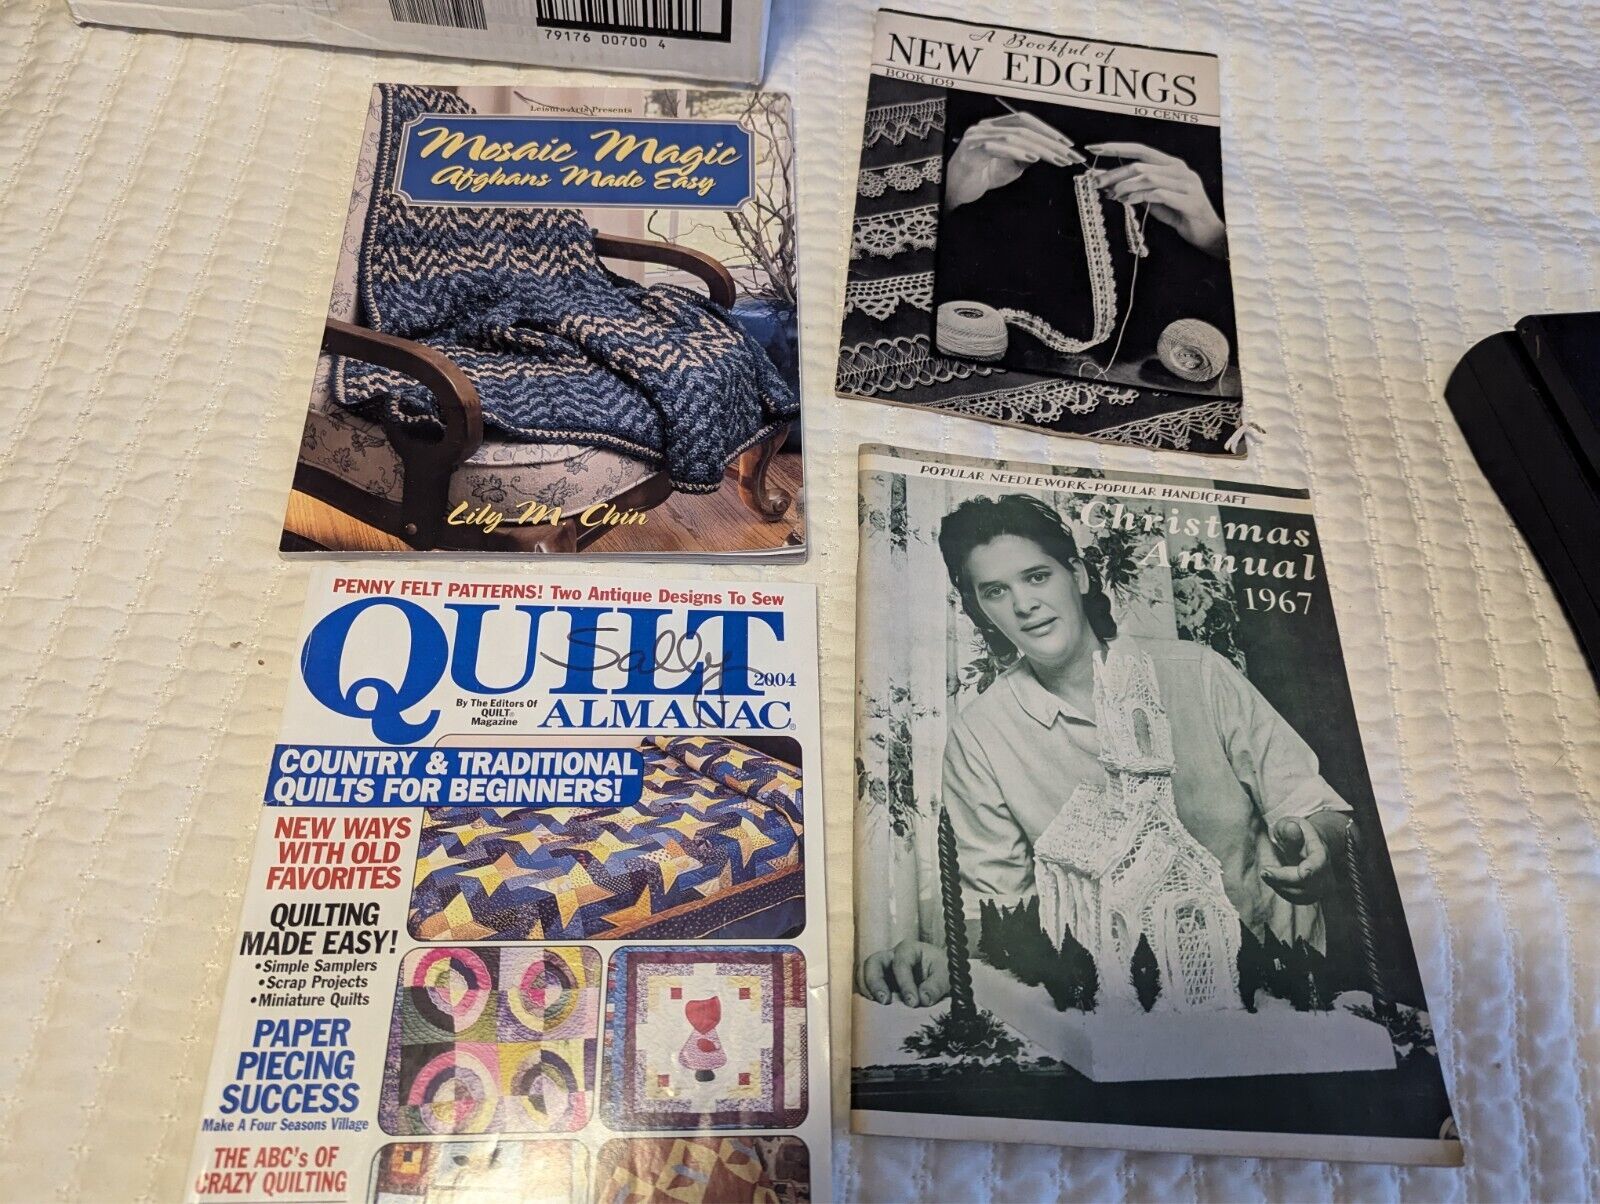 79176 00700 4
Leisure Arts Presents
Mosaic Magic
Afghans Made Easy
Lily M. Chin
A Bookful of
NEW EDGINGS
BOOK 109
10 CENTS
POPULAR NEEDLEWORK-POPULAR HANDICRAFT
Christmas
Annual
1967
PENNY FELT PATTERNS! Two Antique Designs To Sew
QUILT
Sally
2004
By The Editors Of
QUILT®
Magazine
ALMANAC®
COUNTRY & TRADITIONAL
QUILTS FOR BEGINNERS!
NEW WAYS
WITH OLD
FAVORITES
QUILTING
MADE EASY!
•Simple Samplers
•Scrap Projects
•Miniature Quilts
PAPER
PIECING
SUCCESS
Make A Four Seasons Village
THE ABC's OF
CRAZY QUILTING